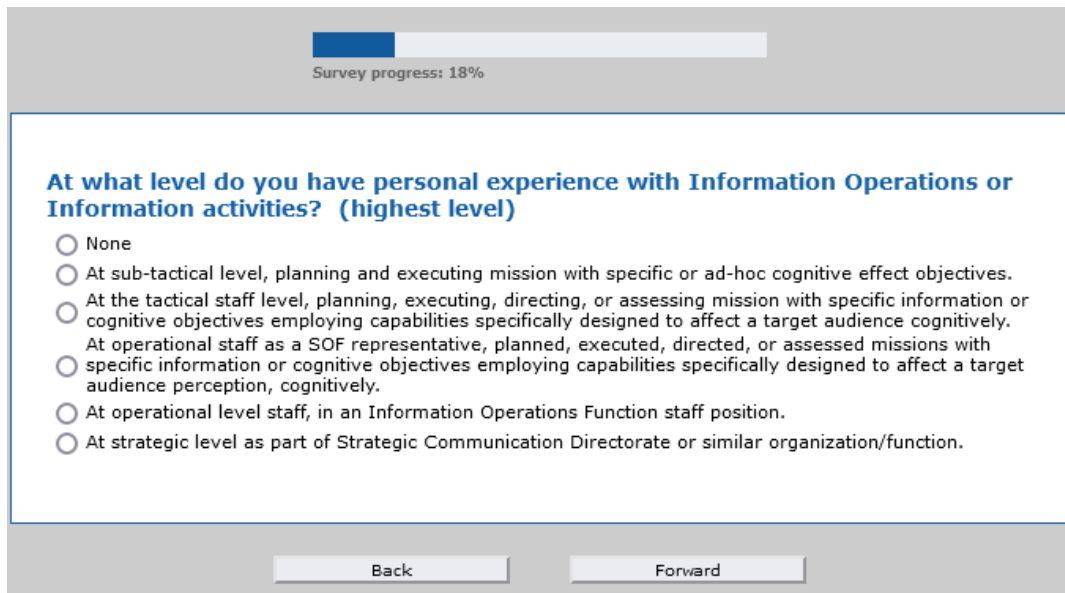 Survey progress: 18%
At what level do you have personal experience with Information Operations or
Information activities? (highest level)
None
At sub-tactical level, planning and executing mission with specific or ad-hoc cognitive effect objectives.
At the tactical staff level, planning, executing, directing, or assessing mission with specific information or
cognitive objectives employing capabilities specifically designed to affect a target audience cognitively.
At operational staff as a SOF representative, planned, executed, directed, or assessed missions with
specific information or cognitive objectives employing capabilities specifically designed to affect a target
audience perception, cognitively.
At operational level staff, in an Information Operations Function staff position.
At strategic level as part of Strategic Communication Directorate or similar organization/function.
Back
Forward